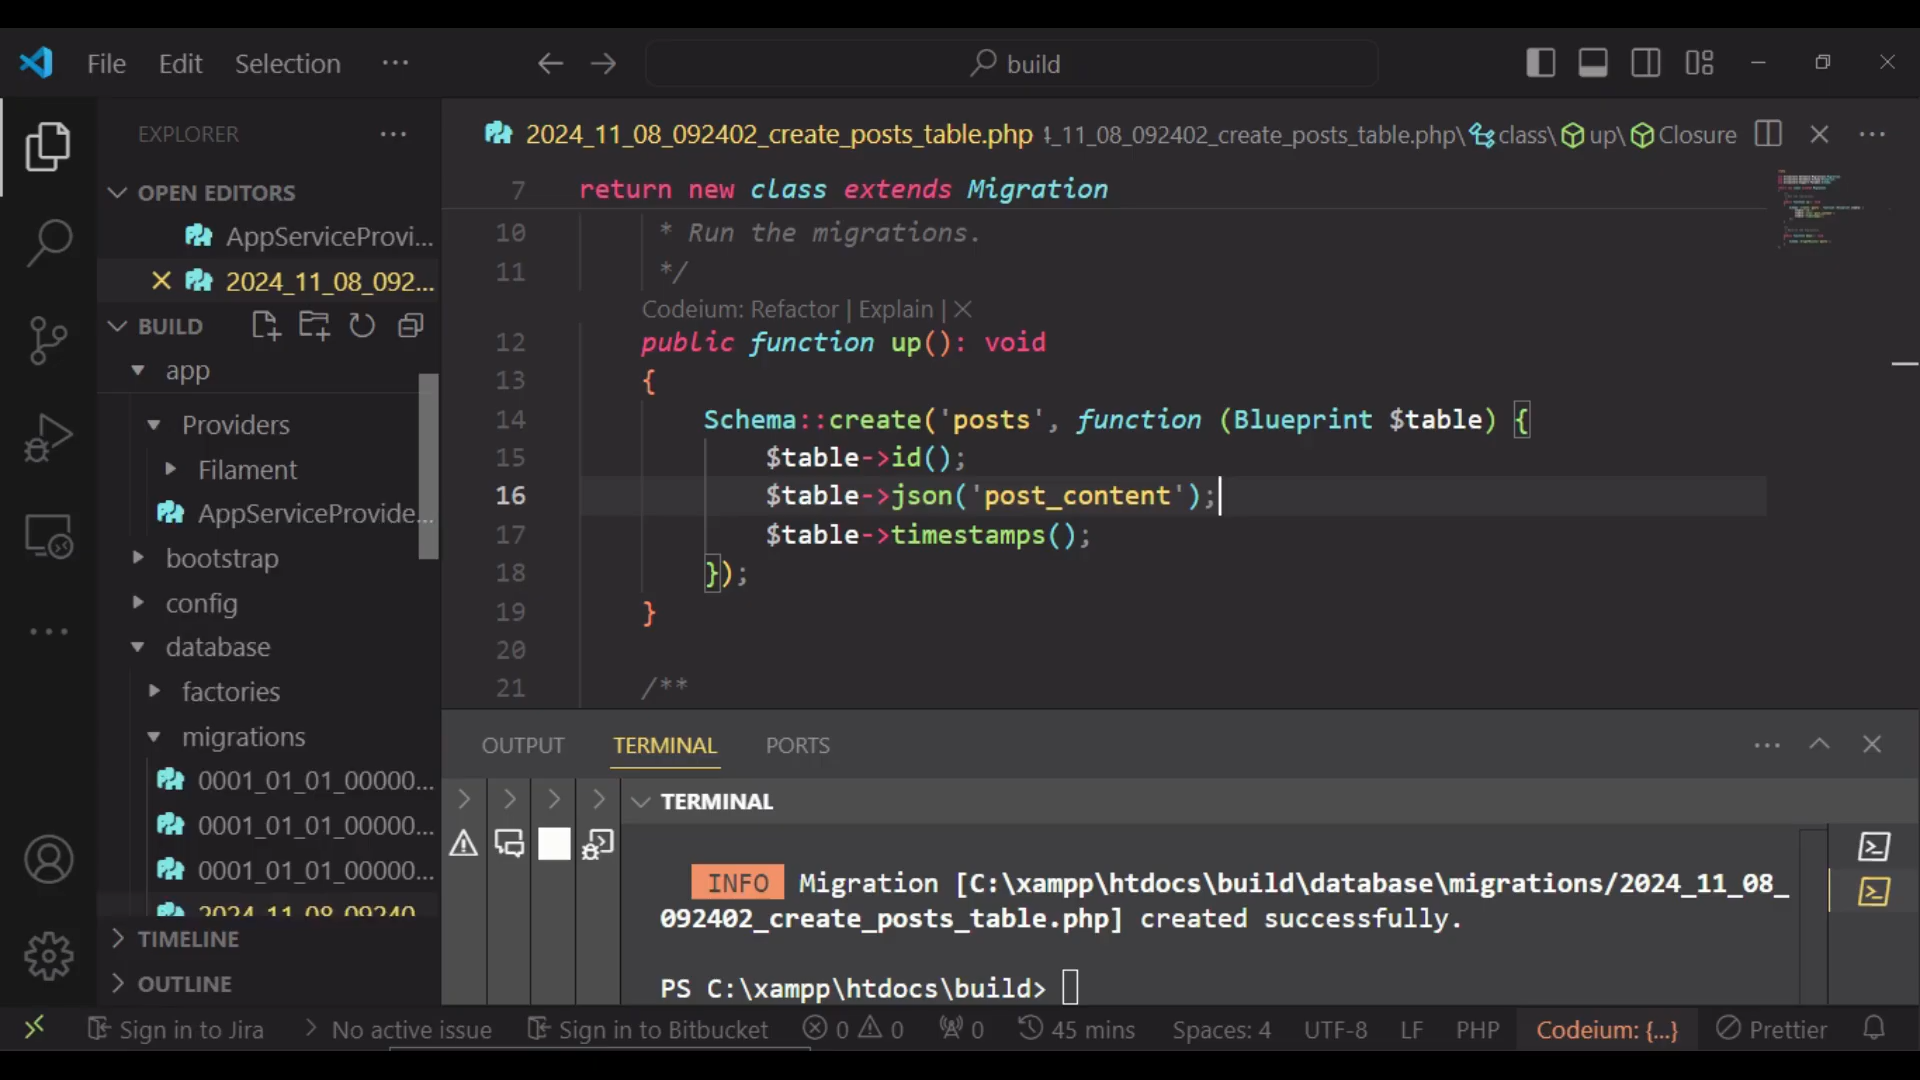 File Edit Selection ···
build
EXPLORER ···
OPEN EDITORS
AppServiceProvi...
2024_11_08_092...
BUILD
app
Providers
Filament
AppServiceProvide...
bootstrap
config
database
factories
migrations
0001_01_01_00000...
0001_01_01_00000...
0001_01_01_00000...
2024_11_08_09240
TIMELINE
OUTLINE
2024_11_08_092402_create_posts_table.php _11_08_092402_create_posts_table.php\ class\ up\ Closure ···
7 return new class extends Migration
10 * Run the migrations.
11 */
Codeium: Refactor | Explain | ×
12 public function up(): void
13 {
14 Schema::create('posts', function (Blueprint $table) {
15 $table->id();
16 $table->json('post_content');
17 $table->timestamps();
18 });
19 }
20
21 /**
OUTPUT TERMINAL PORTS ···
TERMINAL
INFO Migration [C:\xampp\htdocs\build\database\migrations/2024_11_08_
092402_create_posts_table.php] created successfully.
PS C:\xampp\htdocs\build>
Sign in to Jira > No active issue Sign in to Bitbucket 0 0 0 45 mins Spaces: 4 UTF-8 LF PHP Codeium: {...} Prettier